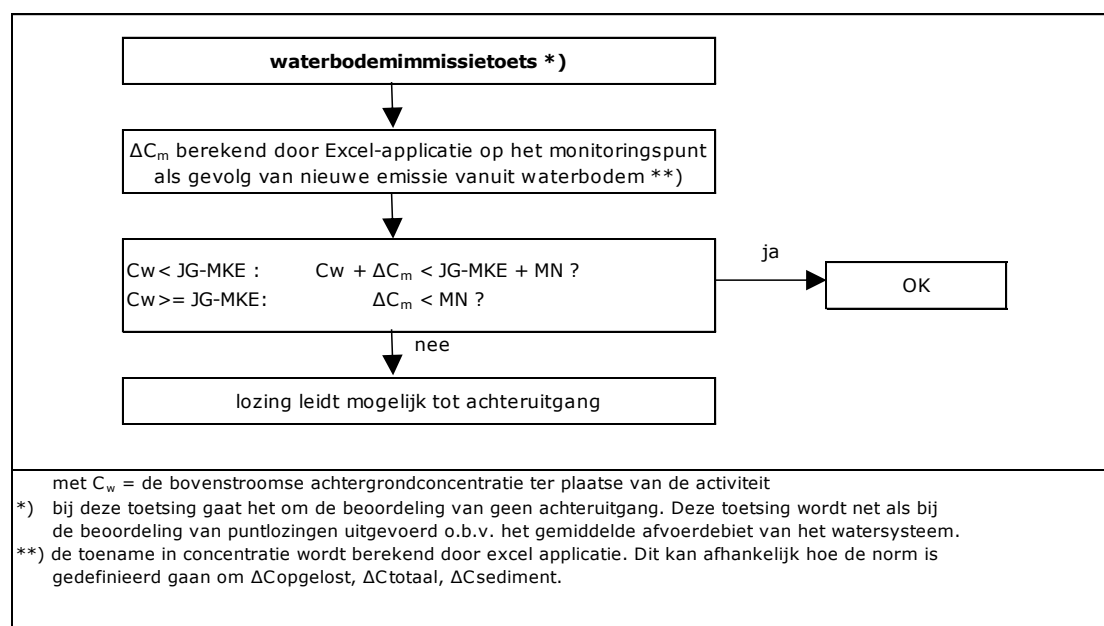 waterbodemimmissietoets *)
ΔCm berekend door Excel-applicatie op het monitoringspunt
als gevolg van nieuwe emissie vanuit waterbodem **)
Cw< JG-MKE : Cw + ΔCm < JG-MKE + MN ?
Cw>= JG-MKE: ΔCm < MN ?
ja
OK
nee
lozing leidt mogelijk tot achteruitgang
met Cw = de bovenstroomse achtergrondconcentratie ter plaatse van de activiteit
*) bij deze toetsing gaat het om de beoordeling van geen achteruitgang. Deze toetsing wordt net als bij
de beoordeling van puntlozingen uitgevoerd o.b.v. het gemiddelde afvoerdebiet van het watersysteem.
**) de toename in concentratie wordt berekend door excel applicatie. Dit kan afhankelijk hoe de norm is
gedefinieerd gaan om ΔCopgelost, ΔCtotaal, ΔCsediment.